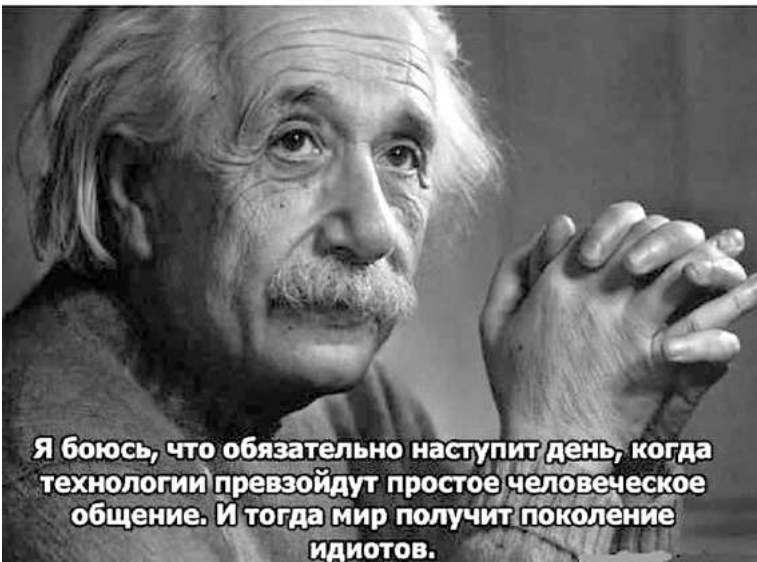 Я боюсь, что обязательно наступит день, когда
технологии превзойдут простое человеческое
общение. И тогда мир получит поколение
идиотов.